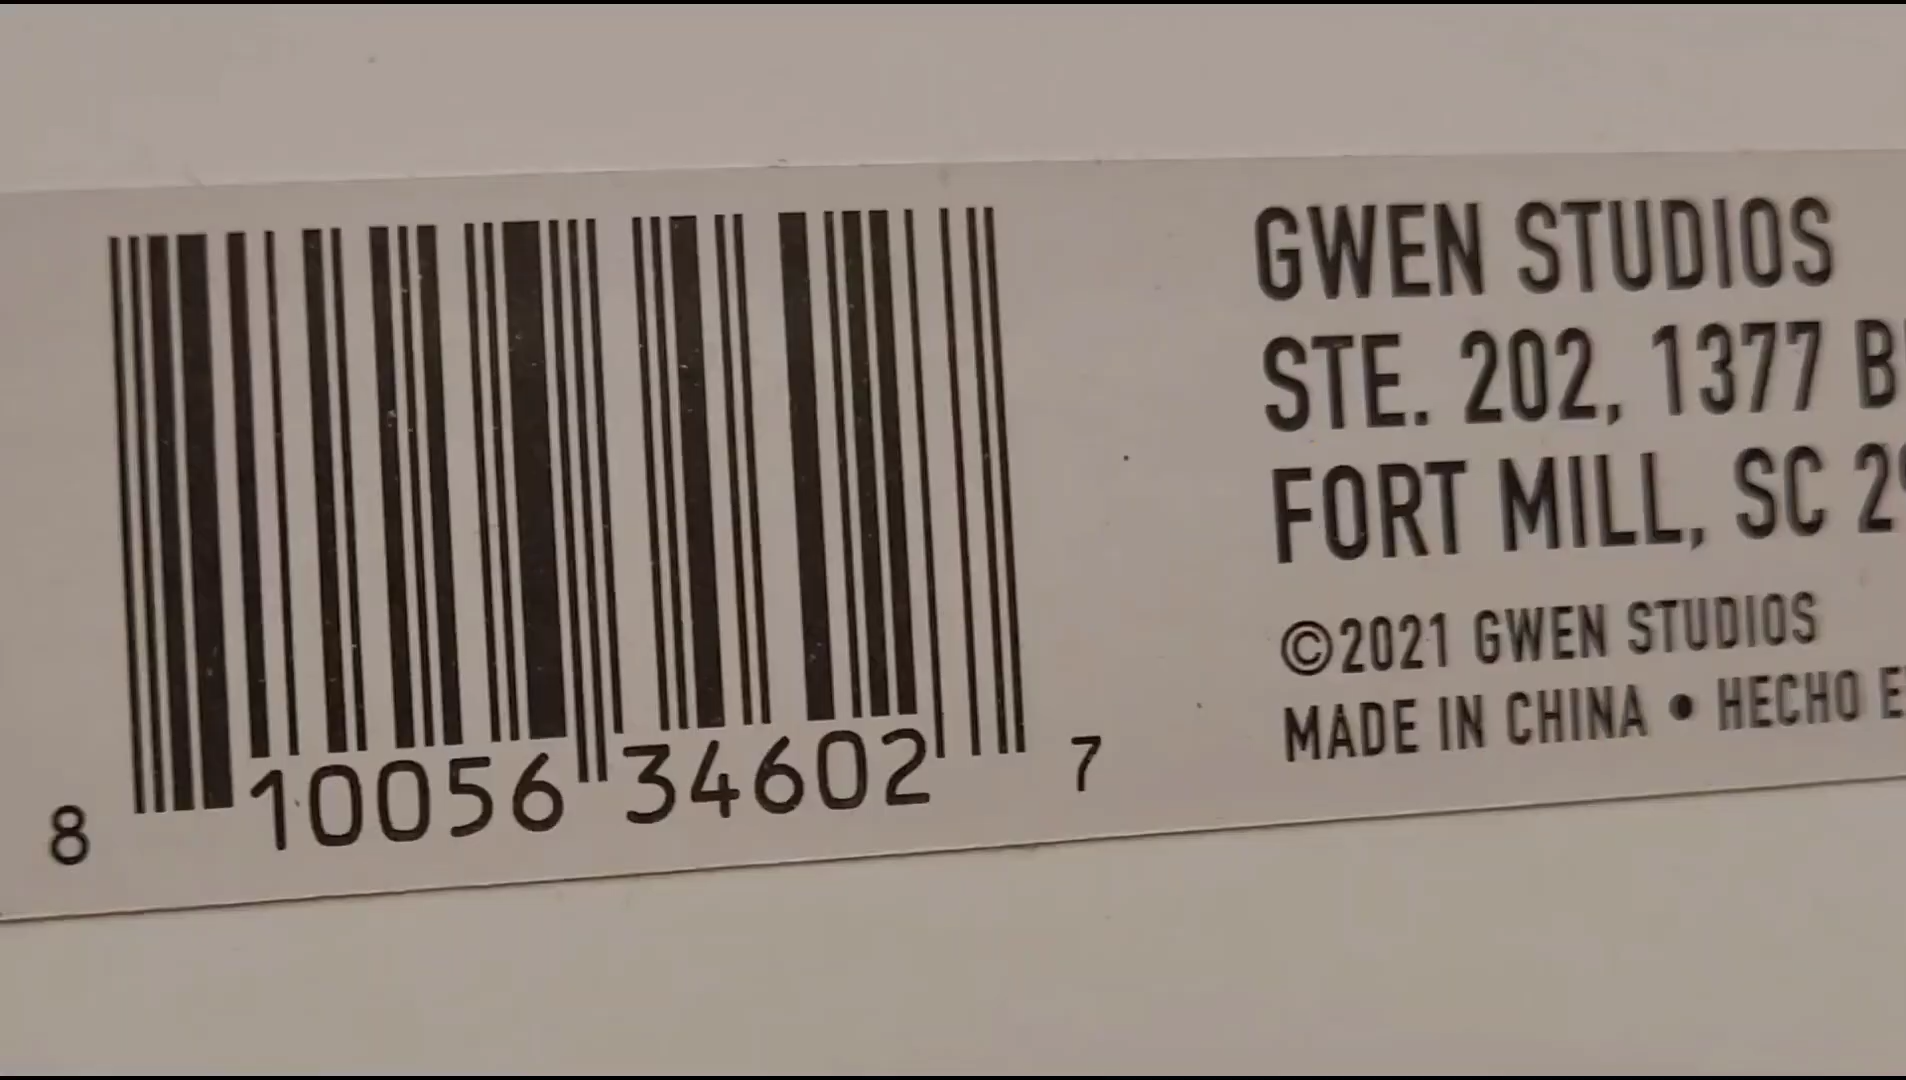 GWEN STUDIOS
STE. 202, 1377
FORT MILL, SC
©2021 GWEN STUDIOS
MADE IN CHINA • HECHO
8 10056 34602 7